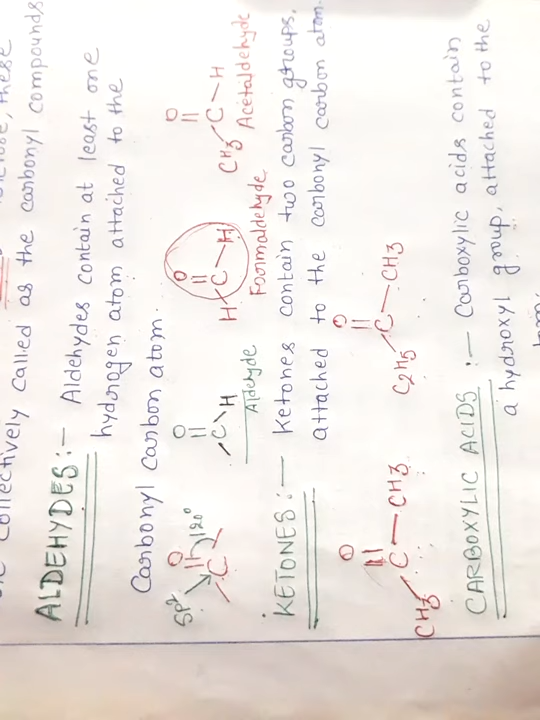 these
collectively called as the carbonyl compounds
ALDEHYDES :- Aldehydes contain at least one
hydrogen atom attached to the
Carbonyl carbon atom.
SP² O 120° C
O C H
Aldehyde
O H C H
Formaldehyde
O CH3 C H
Acetaldehyde
KETONES :- Ketones contain two carbon groups,
attached to the carbonyl carbon atom.
O CH3 C CH3
O C2H5 C CH3
CARBOXYLIC ACIDS :- Carboxylic acids contain
a hydroxyl group, attached to the